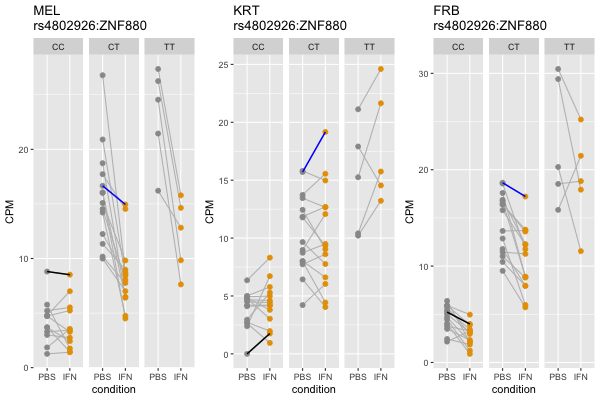 MEL
rs4802926:ZNF880
CC
CT
TT
CPM
20
10
0
PBS IFN
PBS IFN
PBS IFN
condition
KRT
rs4802926:ZNF880
CC
CT
TT
CPM
25
20
15
10
5
0
PBS IFN
PBS IFN
PBS IFN
condition
FRB
rs4802926:ZNF880
CC
CT
TT
CPM
30
20
10
0
PBS IFN
PBS IFN
PBS IFN
condition